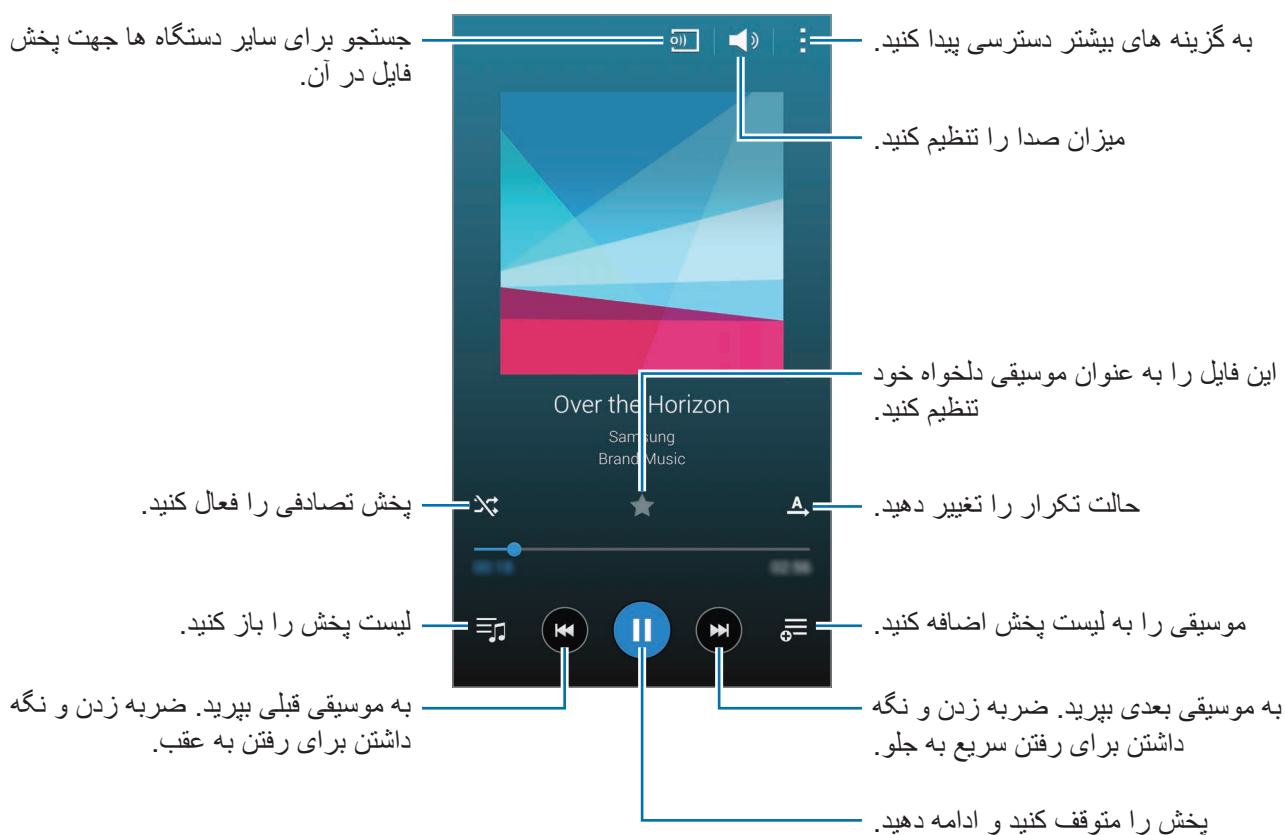 جستجو برای سایر دستگاه ها جهت پخش
فایل در آن.
به گزینه های بیشتر دسترسی پیدا کنید.
میزان صدا را تنظیم کنید.
این فایل را به عنوان موسیقی دلخواه خود
تنظیم کنید.
Over the Horizon
Samsung
Brand Music
پخش تصادفی را فعال کنید.
حالت تکرار را تغییر دهید.
لیست پخش را باز کنید.
موسیقی را به لیست پخش اضافه کنید.
به موسیقی قبلی بپرید. ضربه زدن و نگه
داشتن برای رفتن به عقب.
به موسیقی بعدی بپرید. ضربه زدن و نگه
داشتن برای رفتن سریع به جلو.
پخش را متوقف کنید و ادامه دهید.